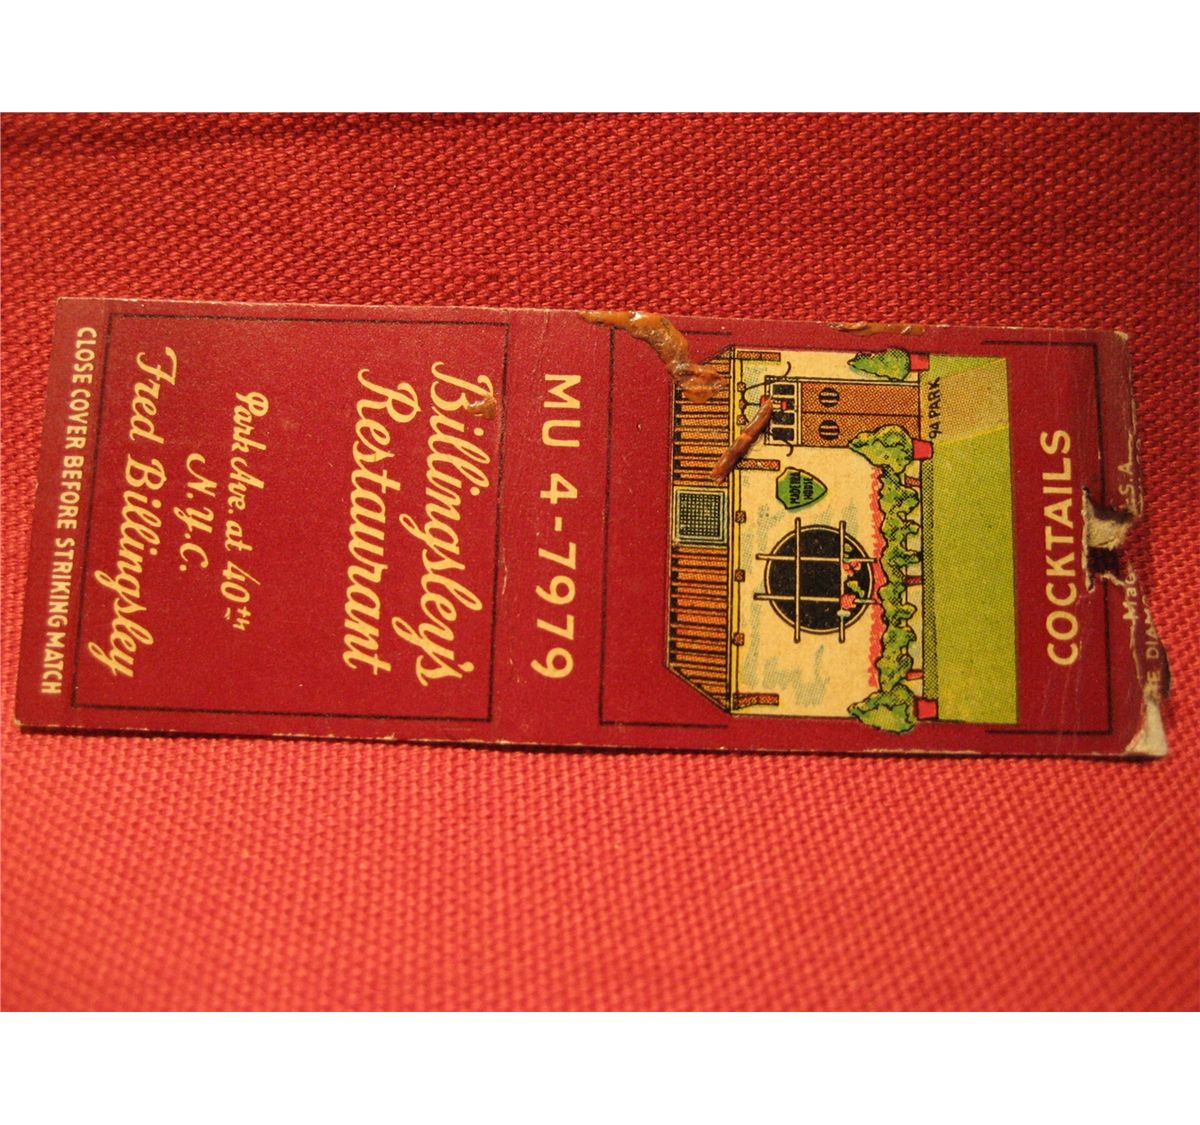 MU 4-7979
Billingsley's
Restaurant
Park Ave. at 40th
N.Y.C.
Fred Billingsley
CLOSE COVER BEFORE STRIKING MATCH
HOUSE
94 PARK
COCKTAILS